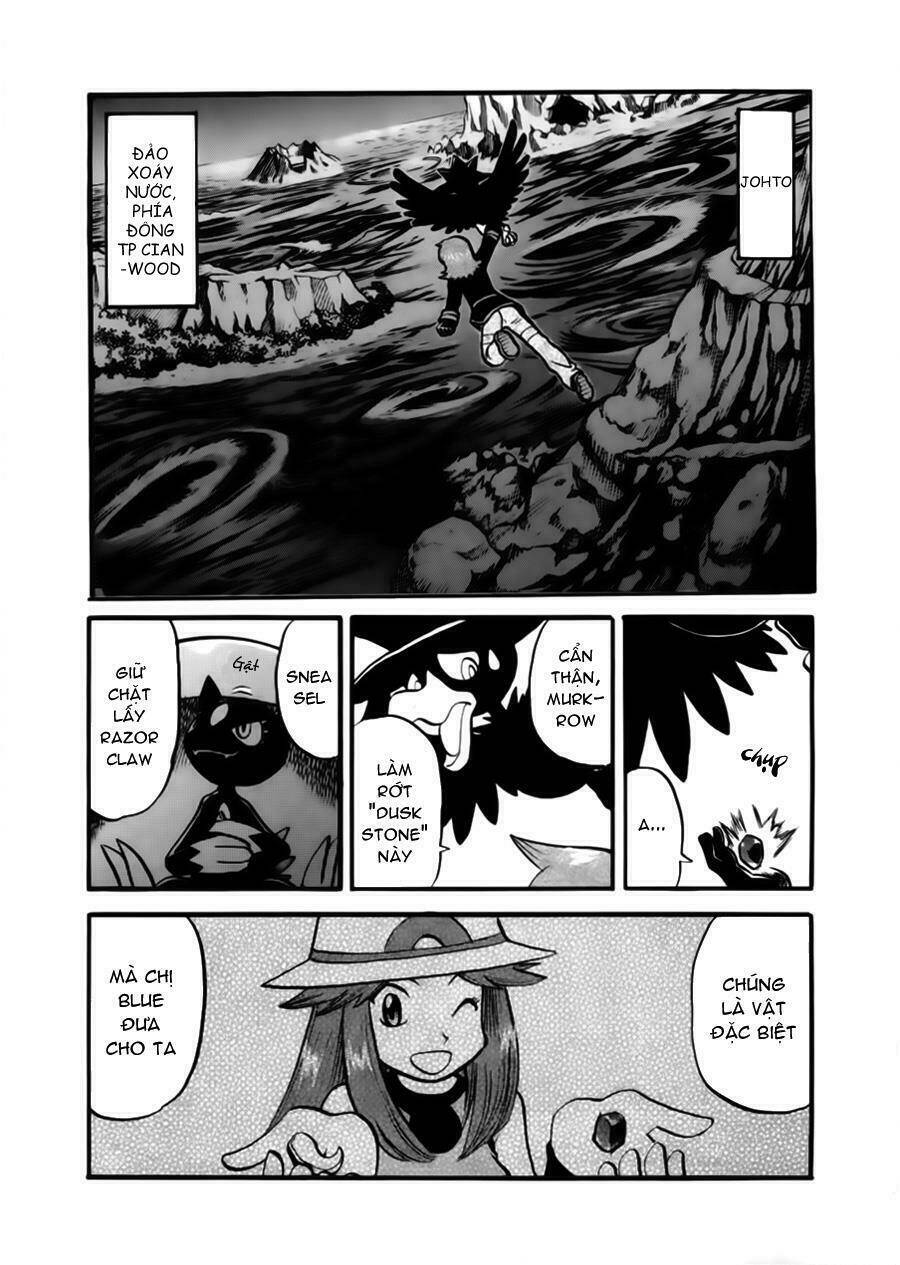 JOHTO
ĐẢO
XOÁY
NƯỚC,
PHÍA
ĐÔNG
TP CIAN
-WOOD
chụp
A...
CẨN
THẬN,
MURK-
ROW
LÀM
RỚT
"DUSK
STONE"
NÀY
SNEA
SEL
Gật
GIỮ
CHẶT
LẤY
RAZOR
CLAW
CHÚNG
LÀ VẬT
ĐẶC BIỆT
MÀ CHỊ
BLUE
ĐƯA
CHO TA